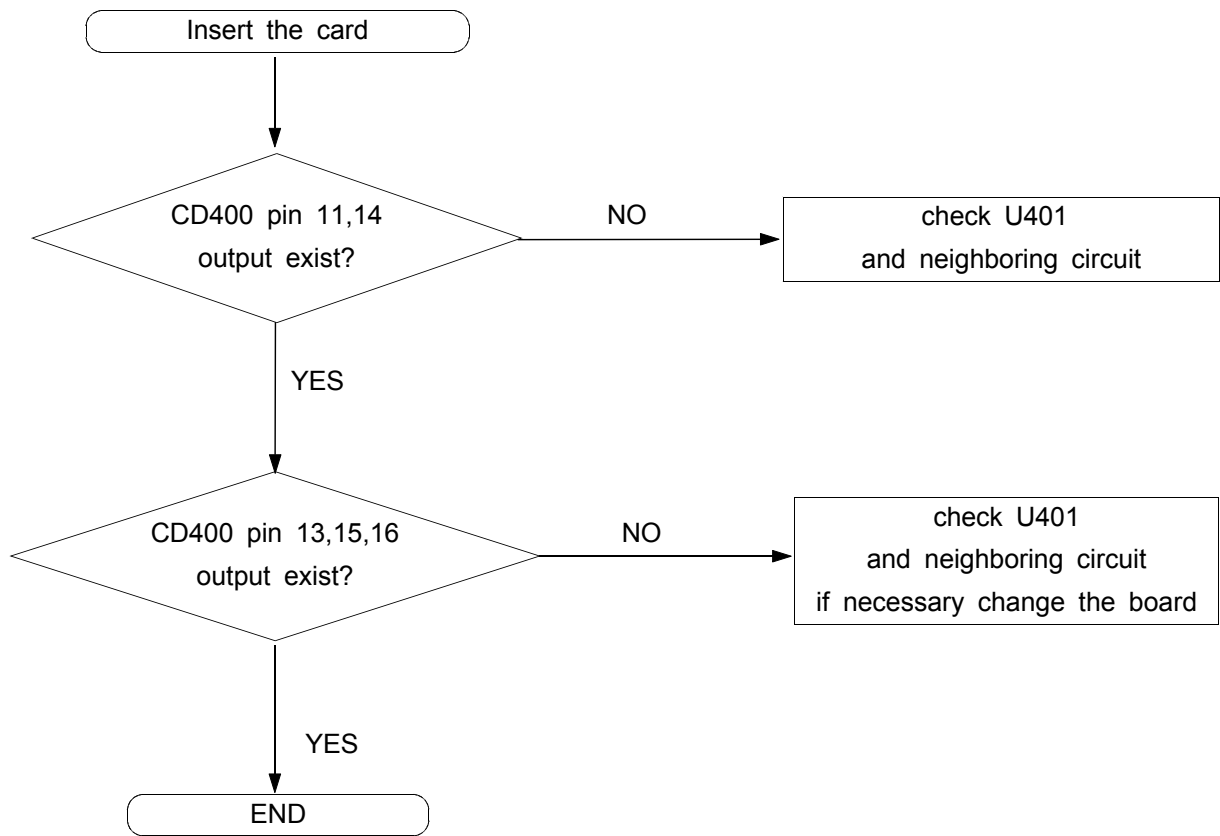 Insert the card
CD400 pin 11,14
output exist?
NO
check U401
and neighboring circuit
YES
CD400 pin 13,15,16
output exist?
NO
check U401
and neighboring circuit
if necessary change the board
YES
END